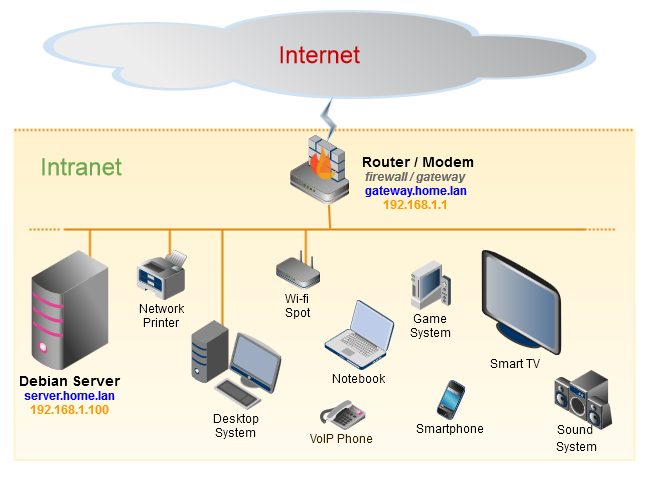 Internet
Intranet
Router / Modem
firewall / gateway
gateway.home.lan
192.168.1.1
Network
Printer
Wi-fi
Spot
Game
System
Smart TV
Debian Server
server.home.lan
192.168.1.100
Desktop
System
Notebook
VoIP Phone
Smartphone
Sound
System